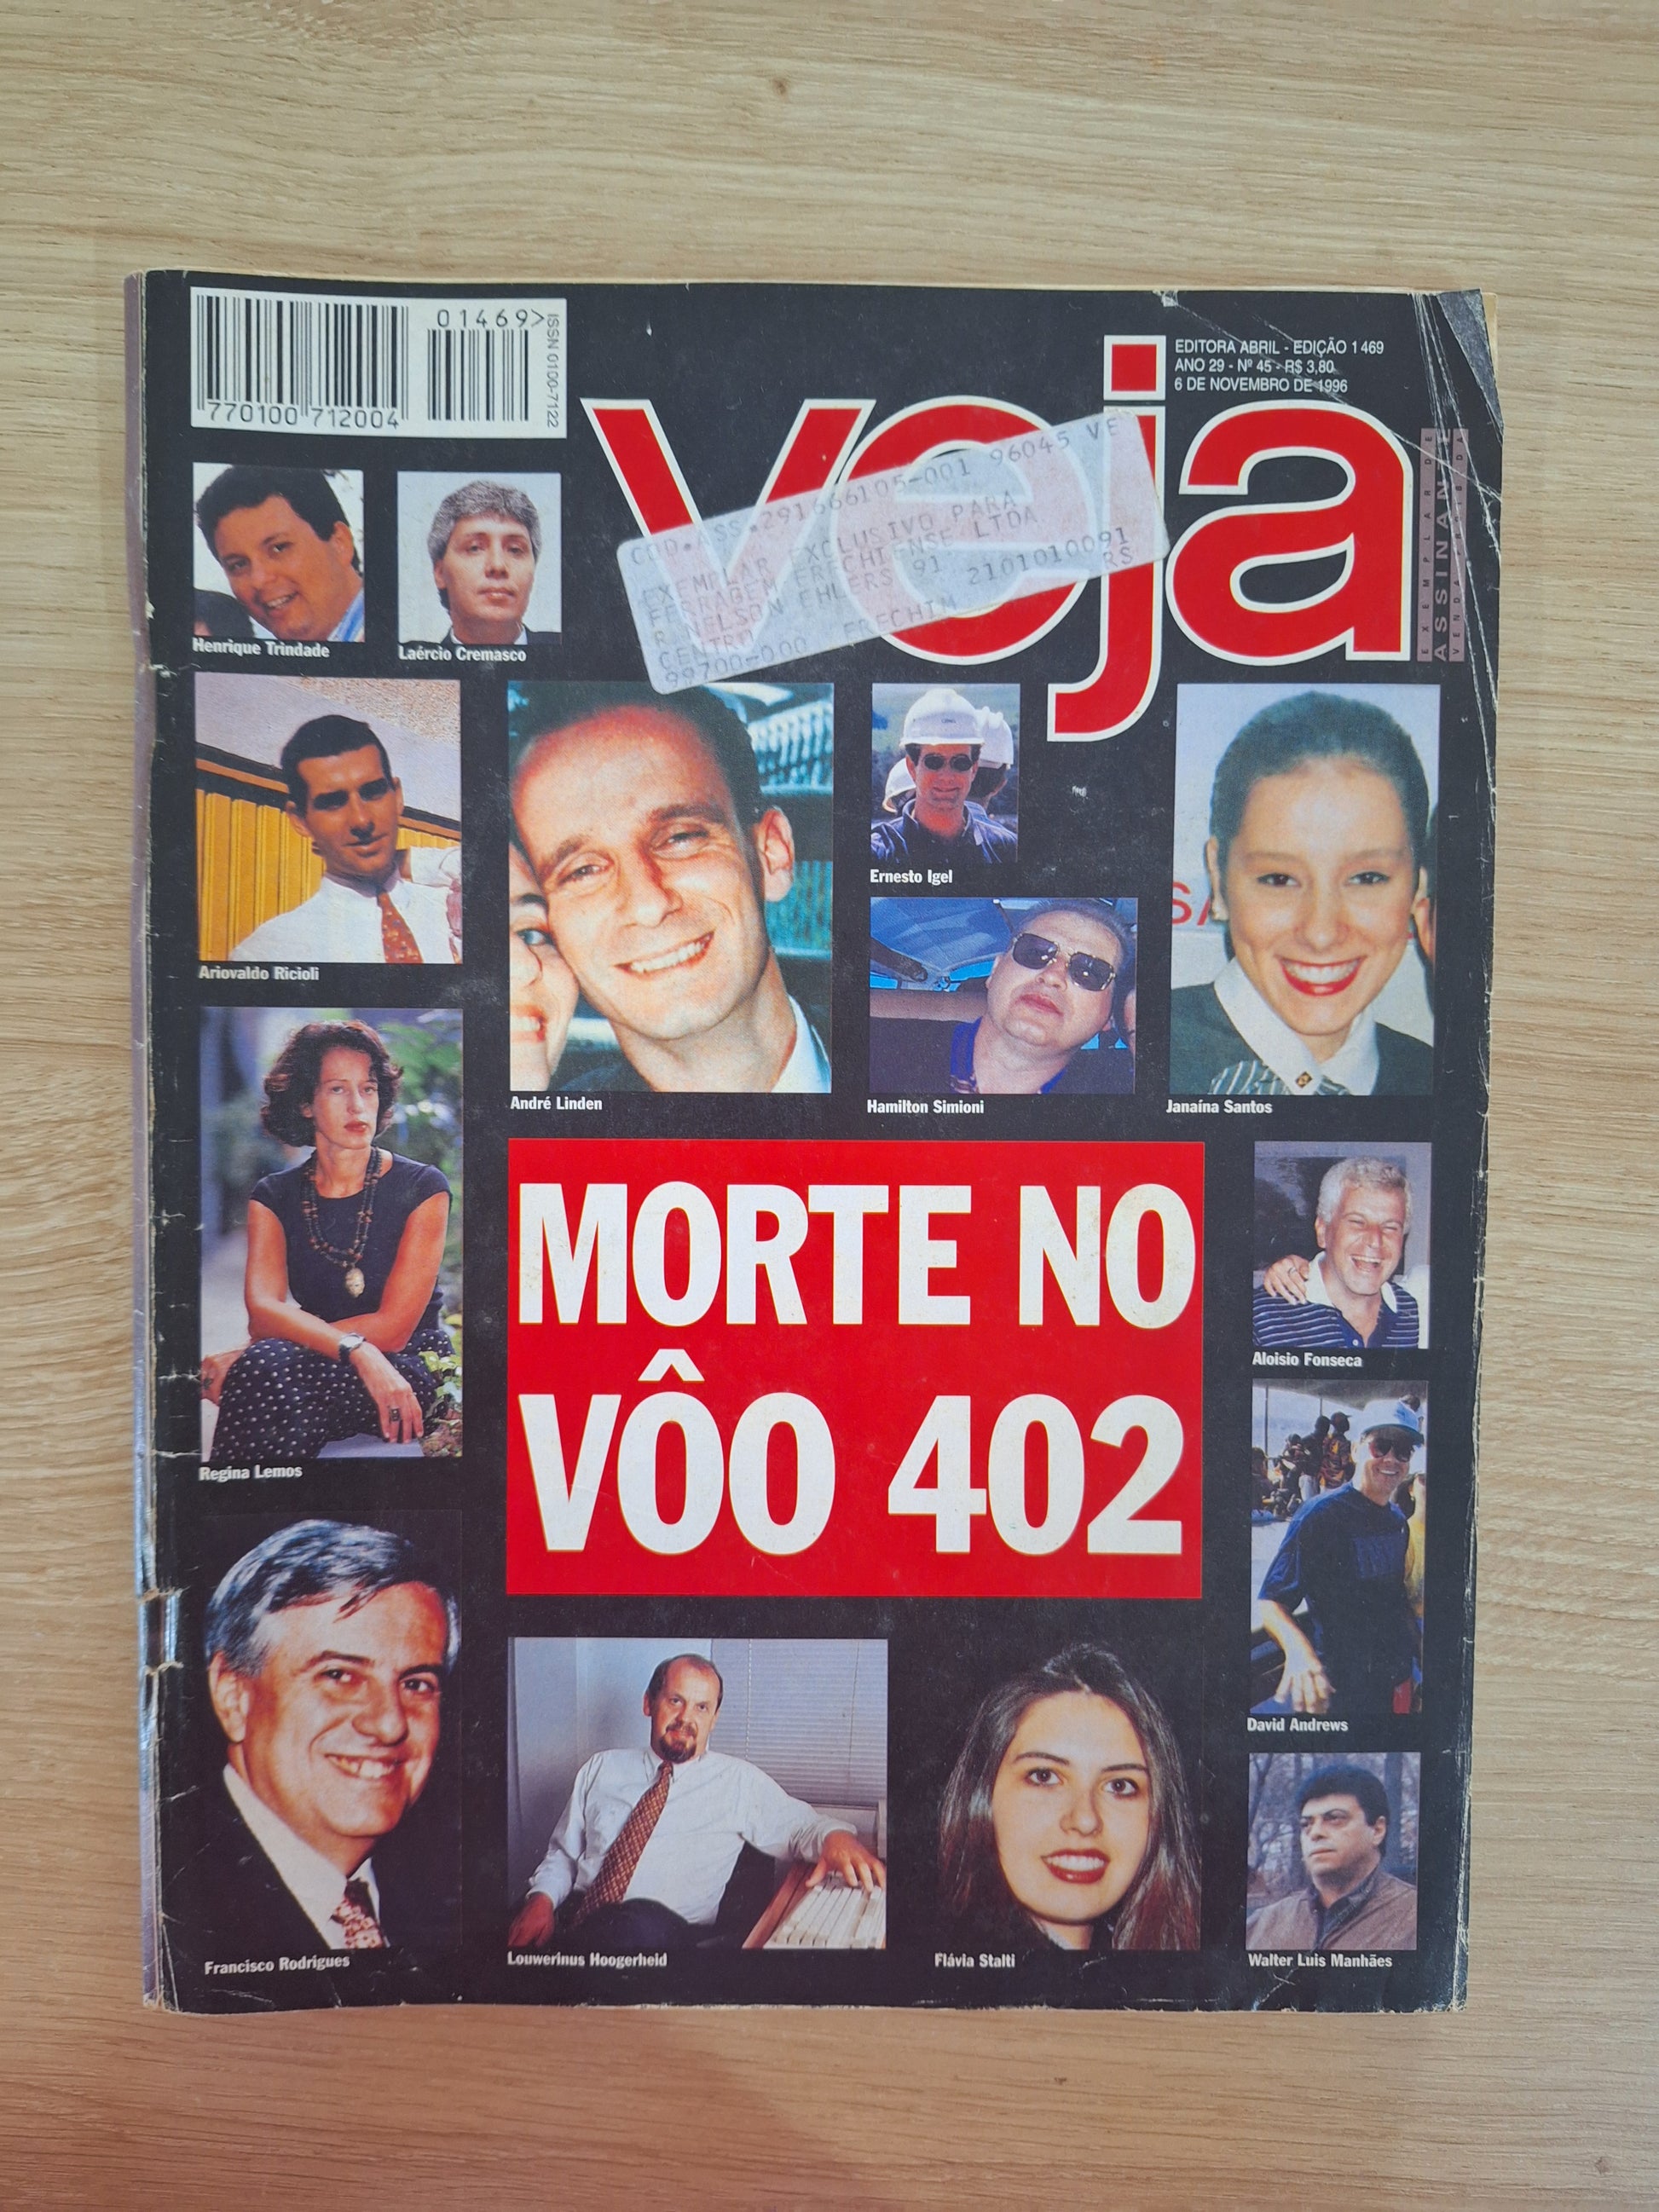 01469>
ISSN 0100-7122
770100 712004
EDITORA ABRIL - EDIÇÃO 1469
ANO 29 - Nº 45 - R$ 3,80
6 DE NOVEMBRO DE 1996
veja
COD.ASS.291666105-001 96045 VE
EXEMPLAR EXCLUSIVO PARA
FERRAGEM ERECHIENSE LTDA
R NELSON EHLERS 91 2101010091
CENTRO RS
99700-000 ERECHIM
EXEMPLAR DE
ASSINANTE
VENDA PROIBIDA
Henrique Trindade
Laércio Cremasco
Ariovaldo Ricioli
André Linden
Ernesto Igel
Hamilton Simioni
SA
Janaína Santos
Regina Lemos
MORTE NO
VÔO 402
Aloisio Fonseca
David Andrews
Francisco Rodrigues
Louwerinus Hoogerheid
Flávia Stalti
Walter Luis Manhães